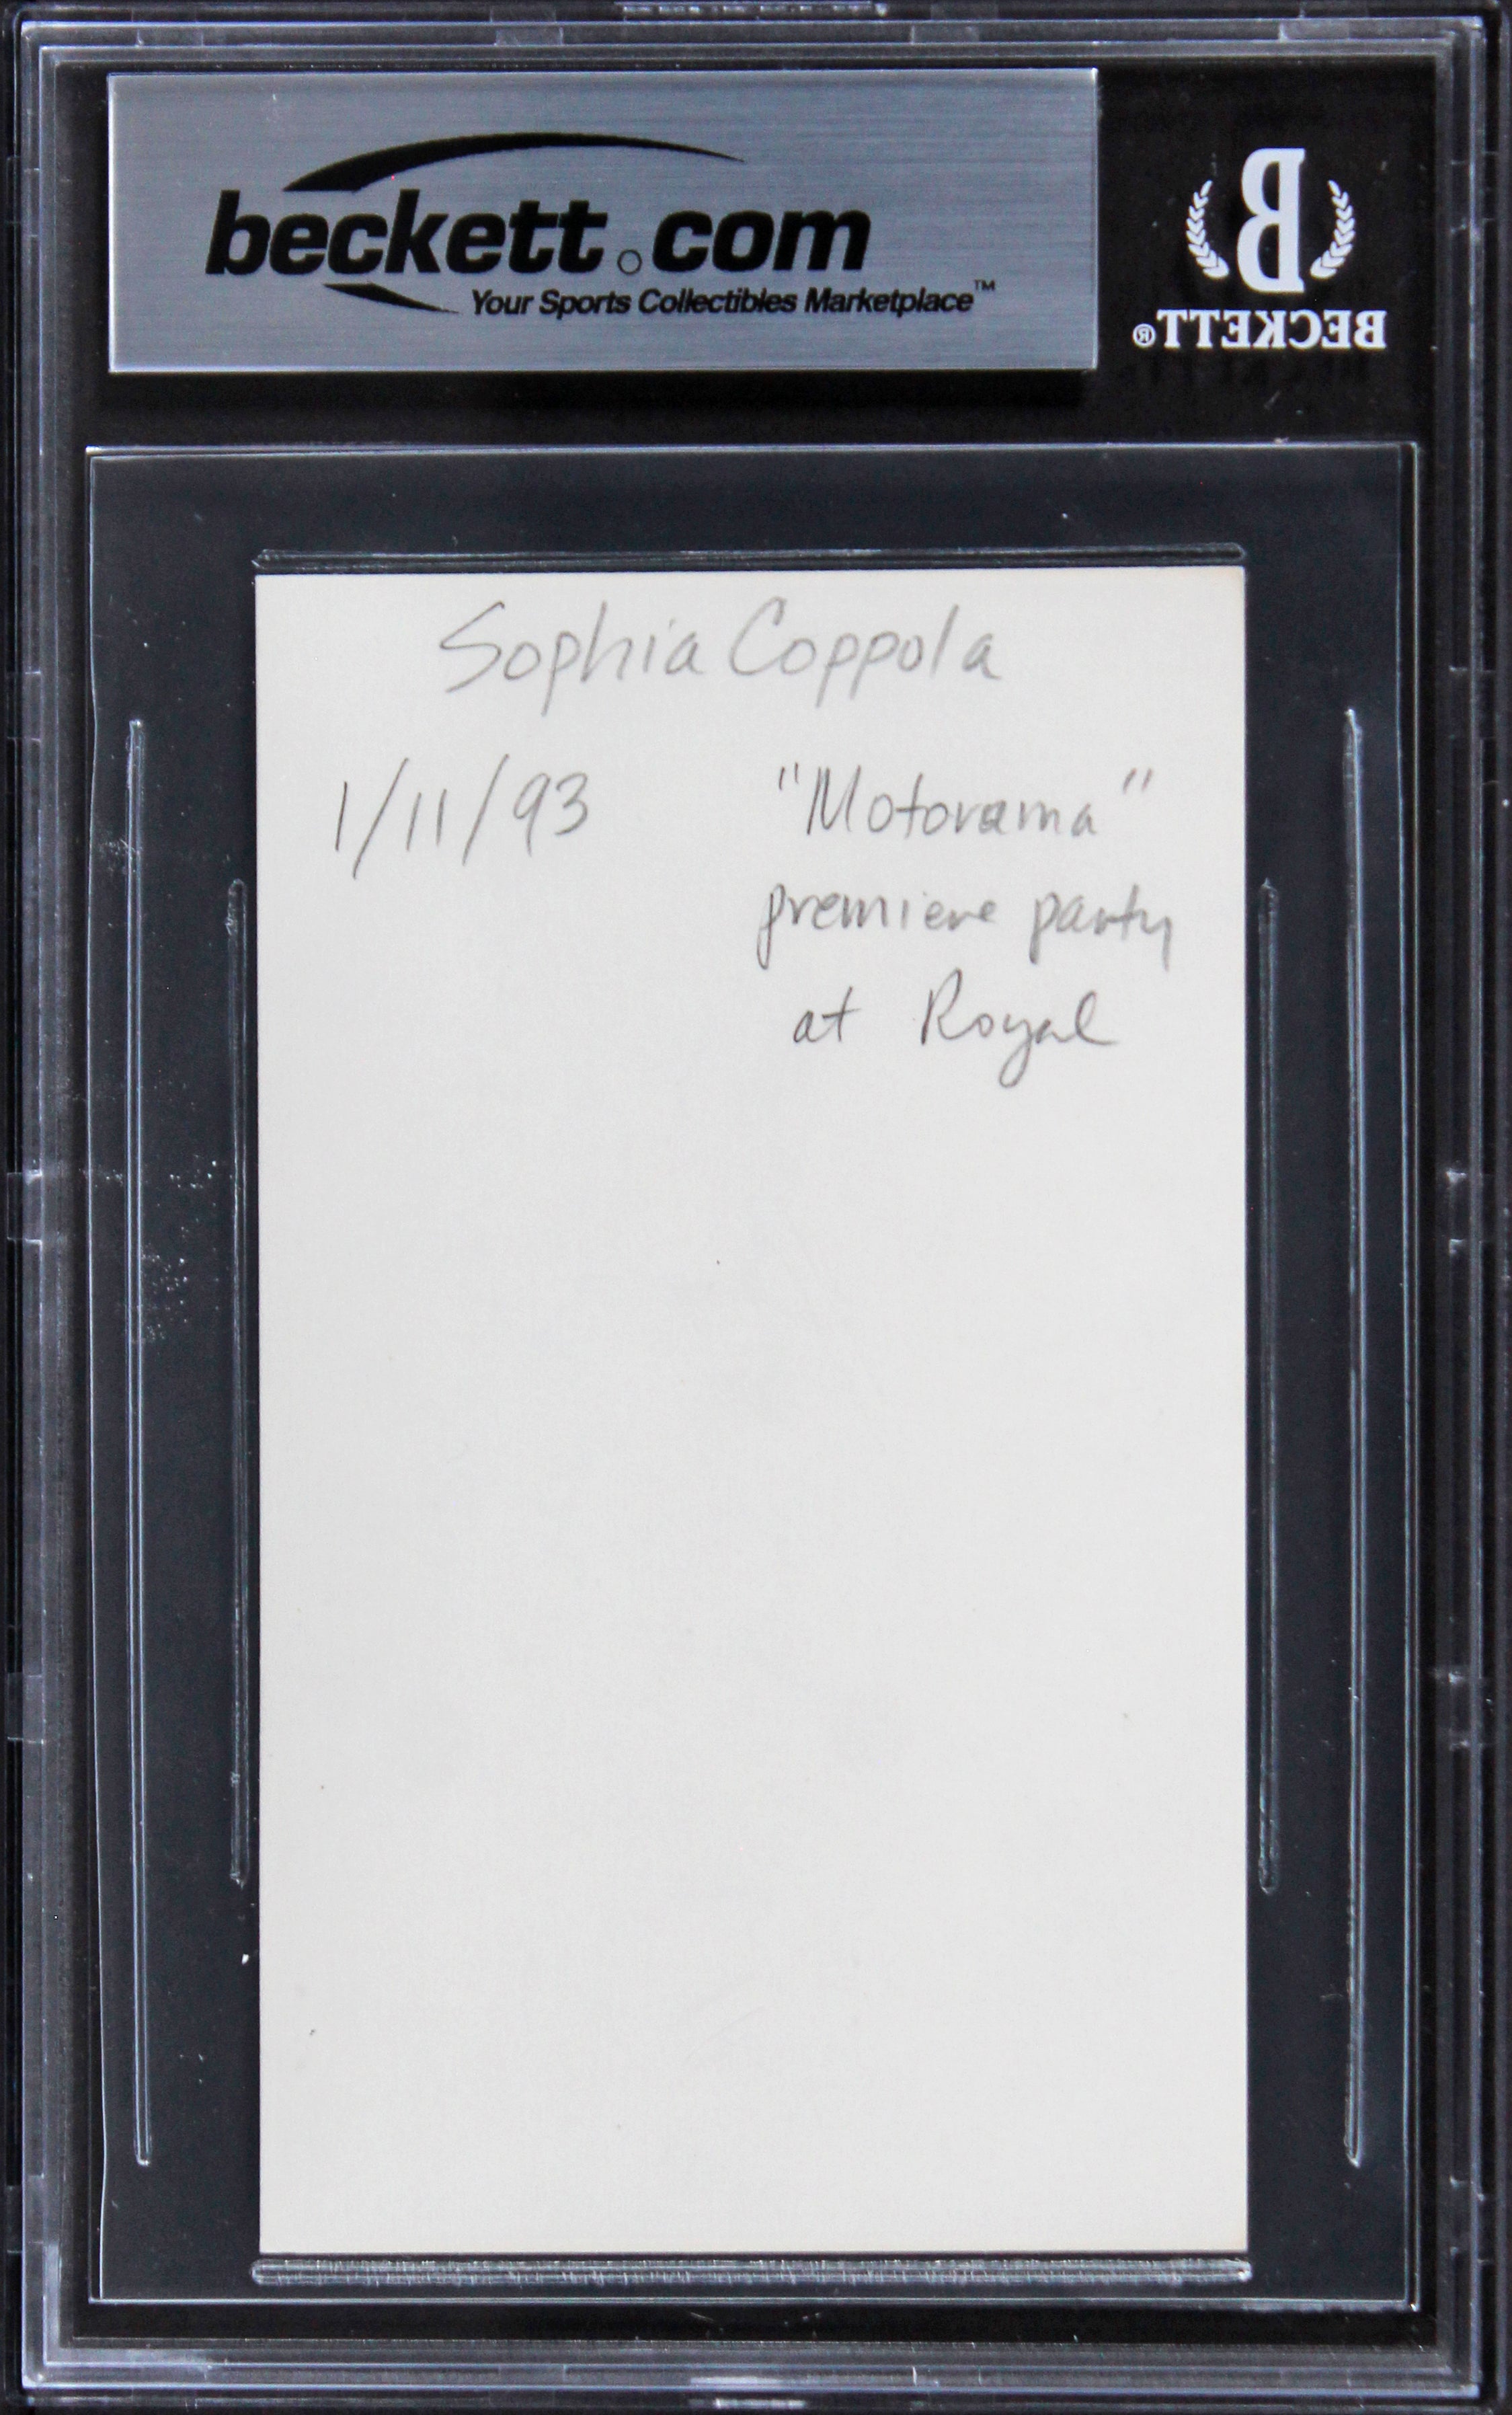 beckett.com
Your Sports Collectibles Marketplace™
B
BECKETT®
Sophia Coppola
1/11/93 "Motorama"
premiere party
at Royal